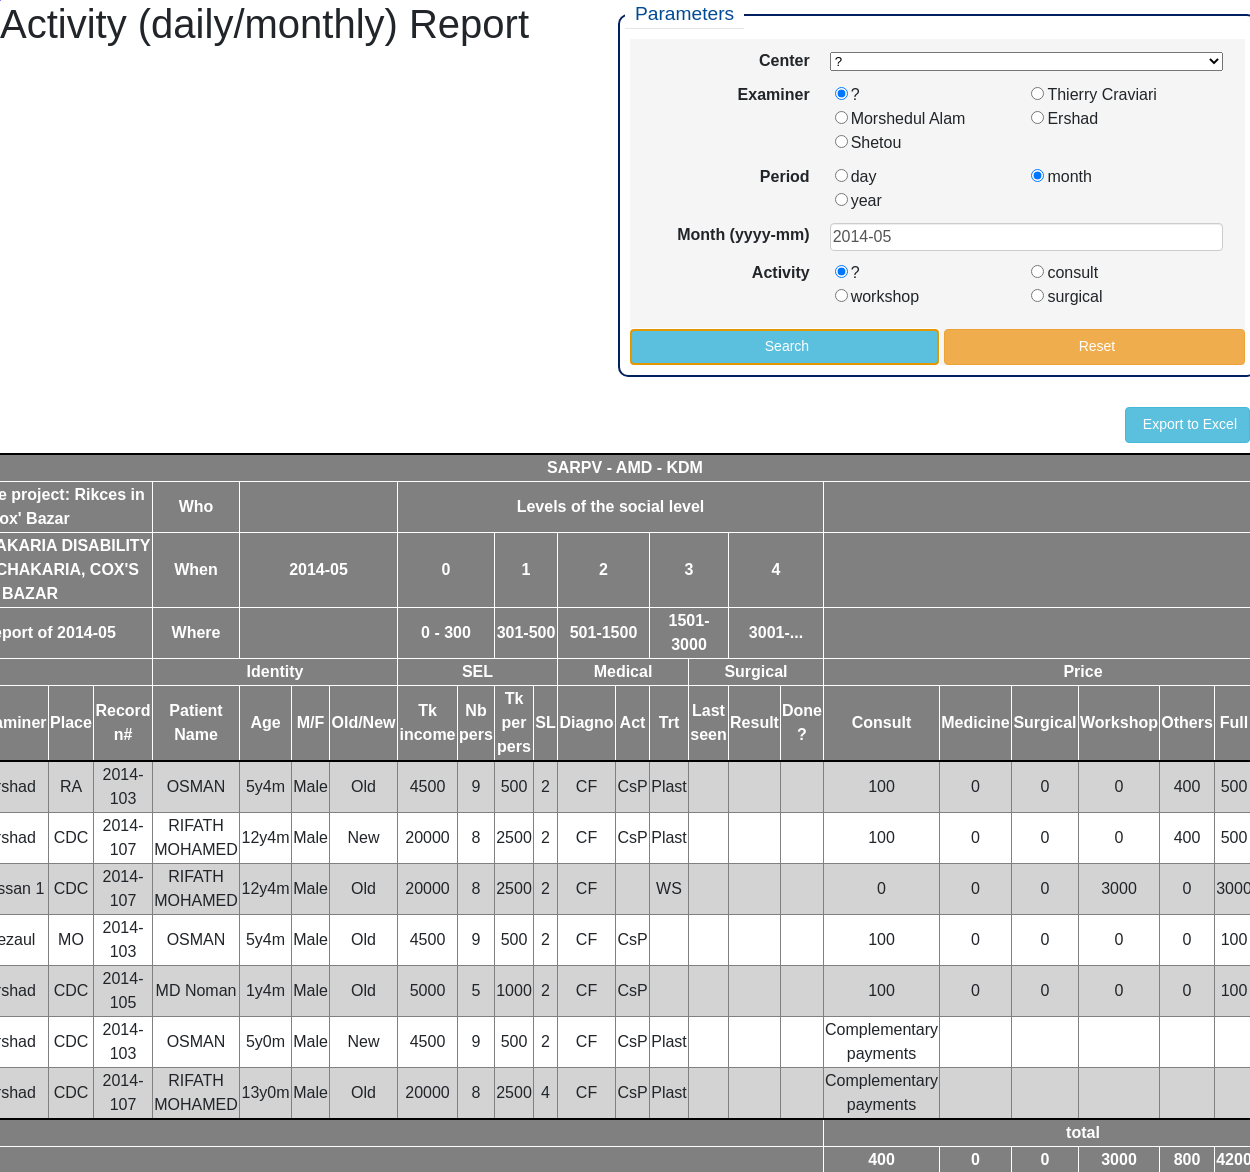 Activity (daily/monthly) Report
Parameters
Center ?
Examiner ? Thierry Craviari
Morshedul Alam Ershad
Shetou
Period day month
year
Month (yyyy-mm) 2014-05
Activity ? consult
workshop surgical
Search Reset
Export to Excel
SARPV - AMD - KDM
e project: Rikces in
ox' Bazar
Who
Levels of the social level
AKARIA DISABILITY
CHAKARIA, COX'S
BAZAR
When 2014-05 0 1 2 3 4
port of 2014-05 Where 0 - 300 301-500 501-1500
1501-
3000
3001-...
Identity SEL Medical Surgical Price
aminer Place
Record
n#
Patient
Name
Age M/F Old/New
Tk
income
Nb
pers
Tk
per
pers
SL Diagno Act Trt
Last
seen
Result
Done
?
Consult Medicine Surgical Workshop Others Full
rshad RA
2014-
103
OSMAN 5y4m Male Old 4500 9 500 2 CF CsP Plast 100 0 0 0 400 500
rshad CDC
2014-
107
RIFATH
MOHAMED
12y4m Male New 20000 8 2500 2 CF CsP Plast 100 0 0 0 400 500
ssan 1 CDC
2014-
107
RIFATH
MOHAMED
12y4m Male Old 20000 8 2500 2 CF WS 0 0 0 3000 0 3000
ezaul MO
2014-
103
OSMAN 5y4m Male Old 4500 9 500 2 CF CsP 100 0 0 0 0 100
rshad CDC
2014-
105
MD Noman 1y4m Male Old 5000 5 1000 2 CF CsP 100 0 0 0 0 100
rshad CDC
2014-
103
OSMAN 5y0m Male New 4500 9 500 2 CF CsP Plast
Complementary
payments
rshad CDC
2014-
107
RIFATH
MOHAMED
13y0m Male Old 20000 8 2500 4 CF CsP Plast
Complementary
payments
total
400 0 0 3000 800 4200